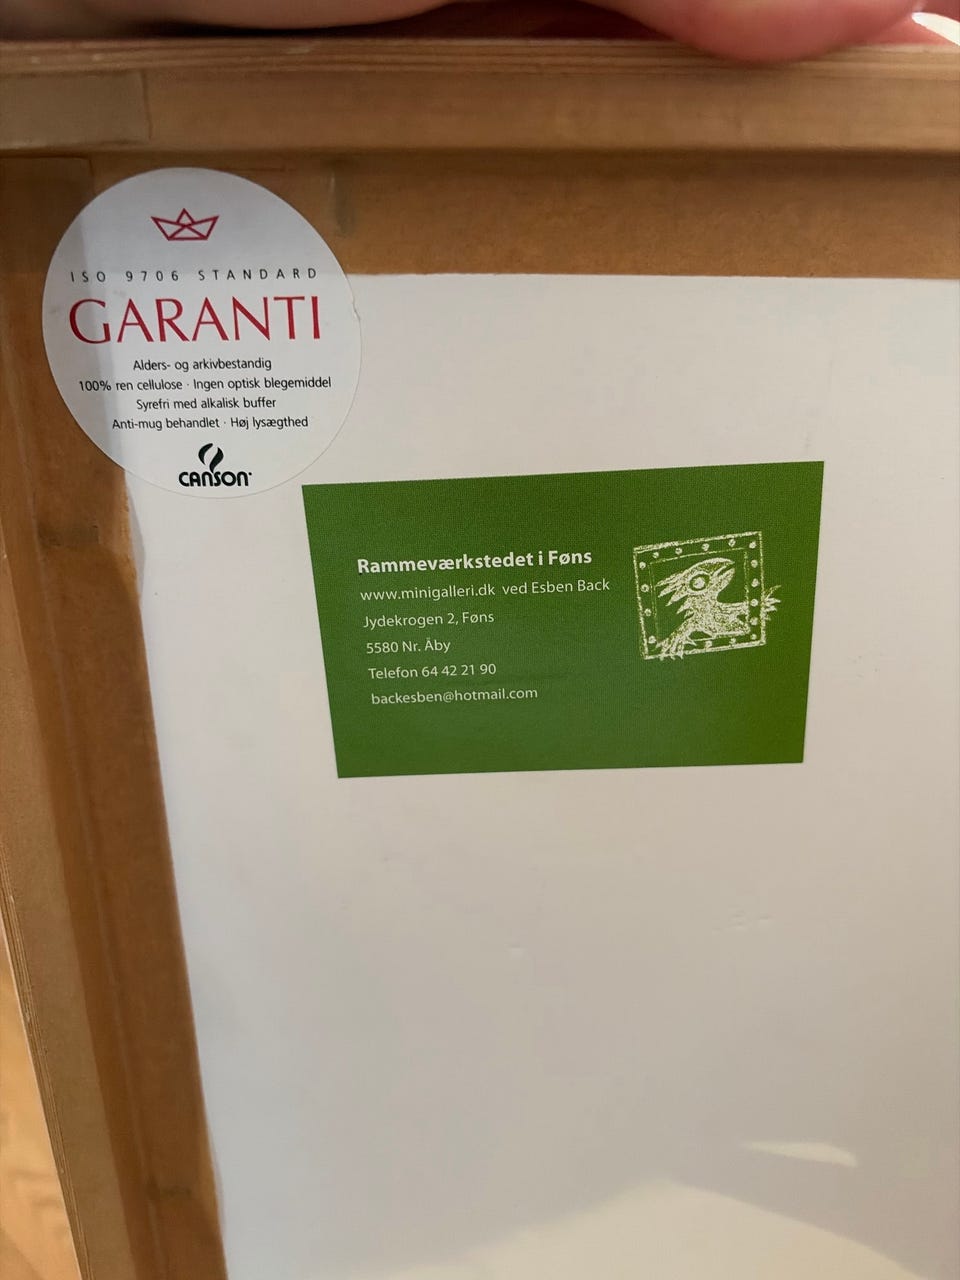 ISO 9706 STANDARD
GARANTI
Alders- og arkivbestandig
100% ren cellulose · Ingen optisk blegemiddel
Syrefri med alkalisk buffer
Anti-mug behandlet · Høj lysægthed
CANSON
Rammeværkstedet i Føns
www.minigalleri.dk ved Esben Back
Jydekrogen 2, Føns
5580 Nr. Åby
Telefon 64 42 21 90
backesben@hotmail.com